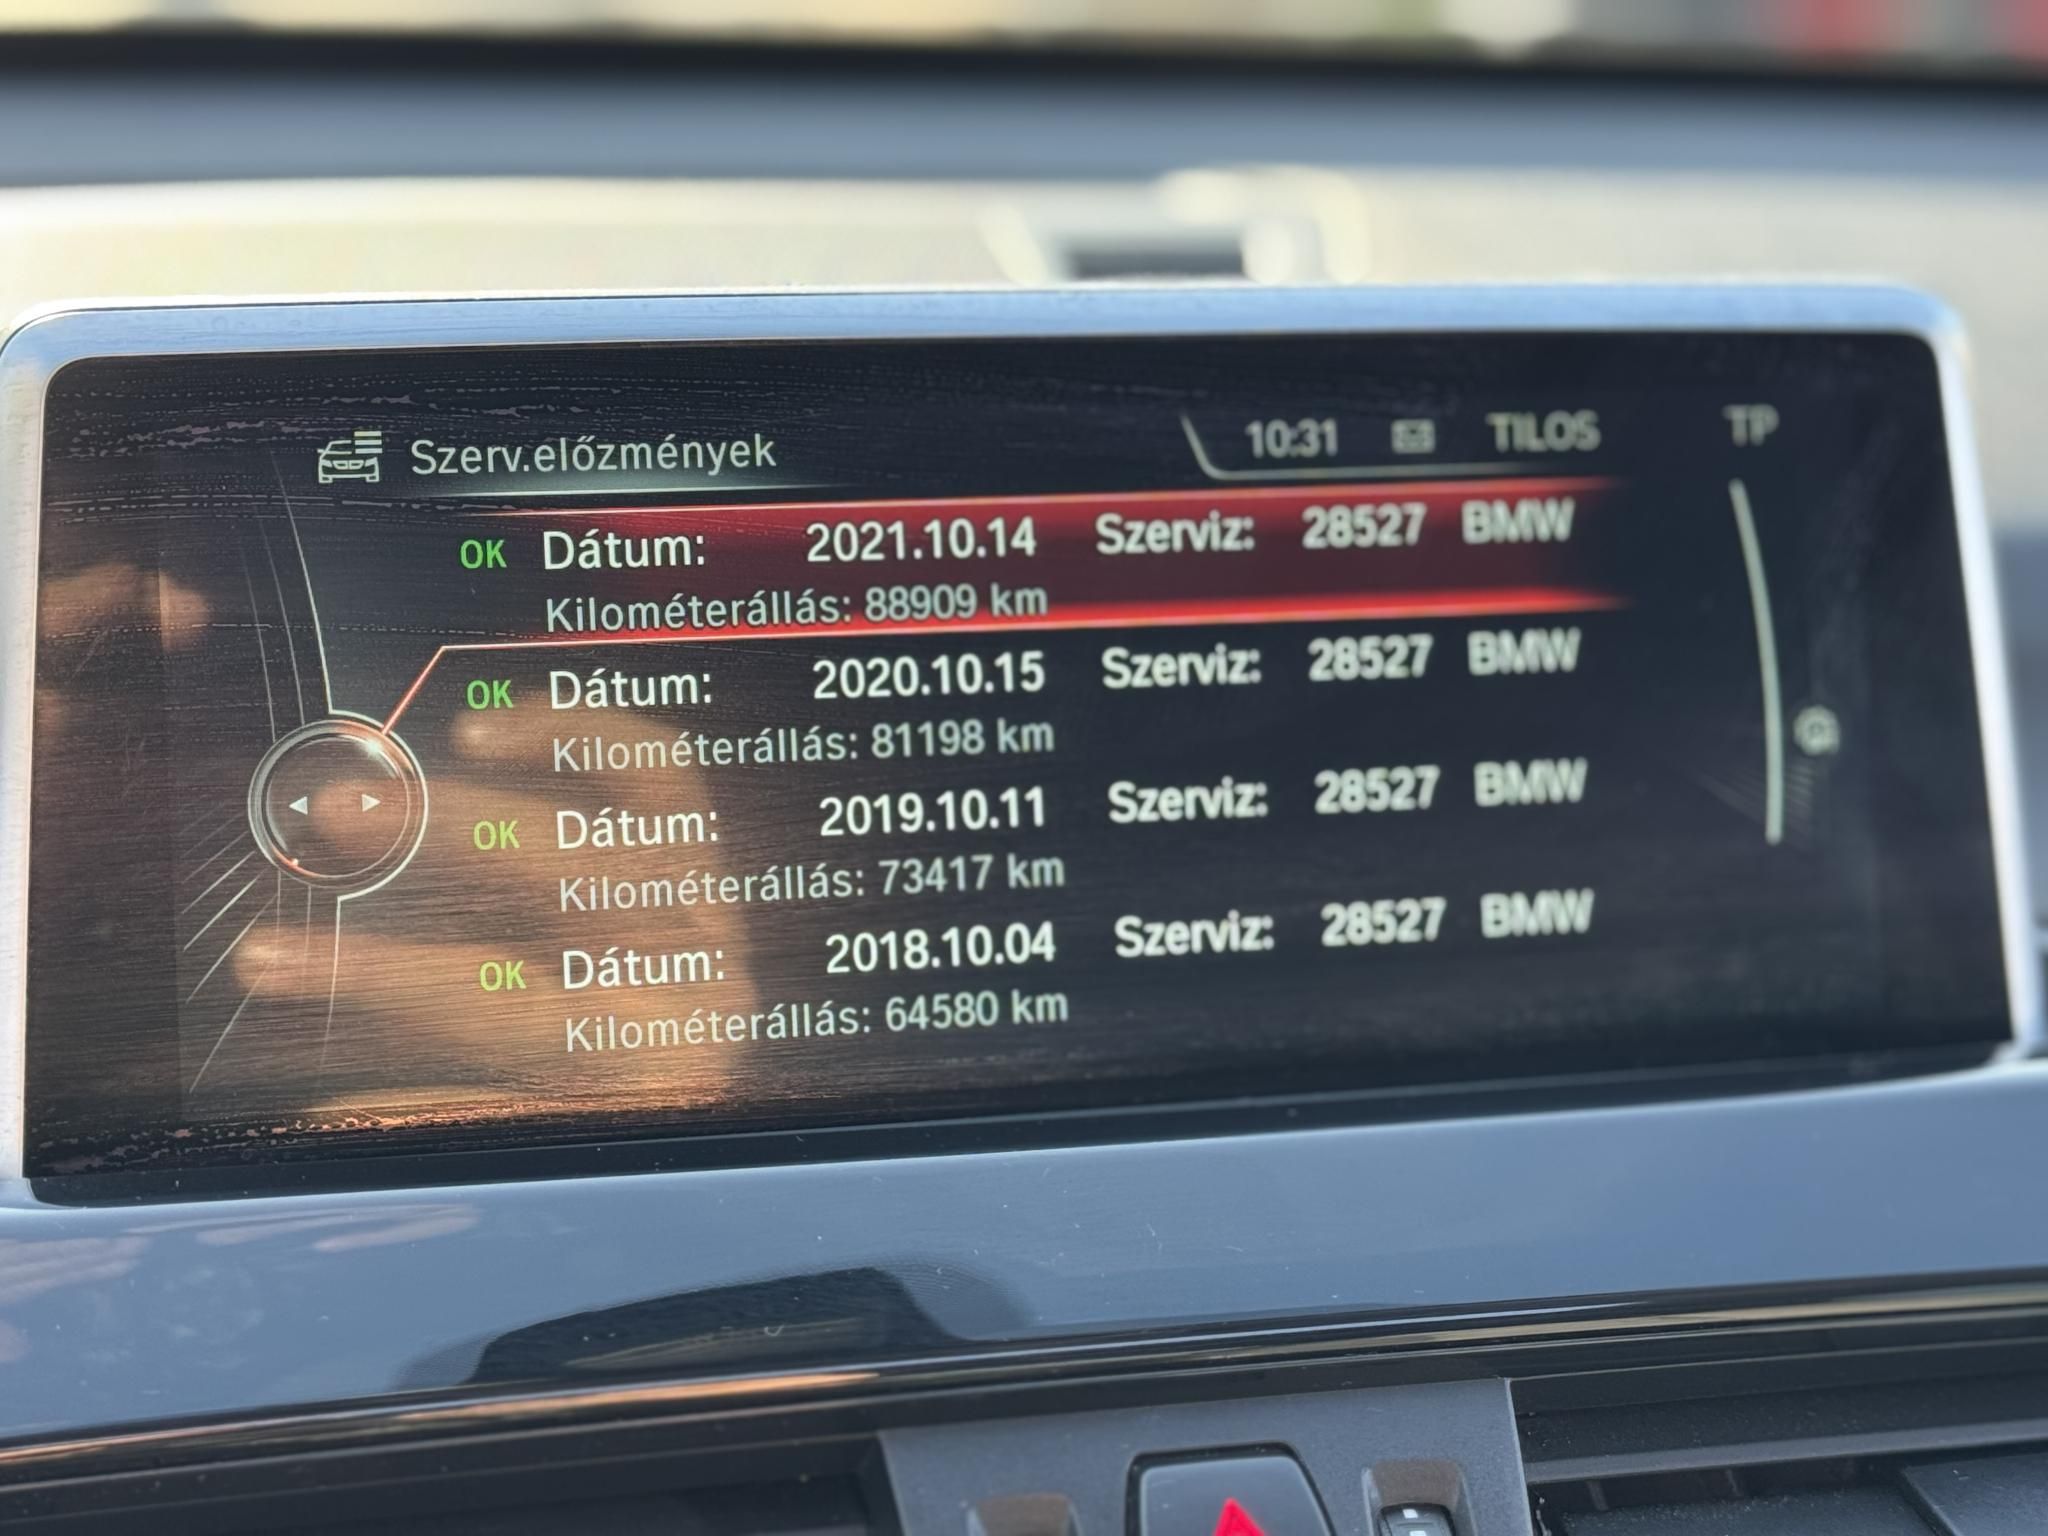 Szerv.előzmények 10:31 TILOS TP
OK Dátum: 2021.10.14 Szerviz: 28527 BMW
Kilométerállás: 88909 km
OK Dátum: 2020.10.15 Szerviz: 28527 BMW
Kilométerállás: 81198 km
OK Dátum: 2019.10.11 Szerviz: 28527 BMW
Kilométerállás: 73417 km
OK Dátum: 2018.10.04 Szerviz: 28527 BMW
Kilométerállás: 64580 km